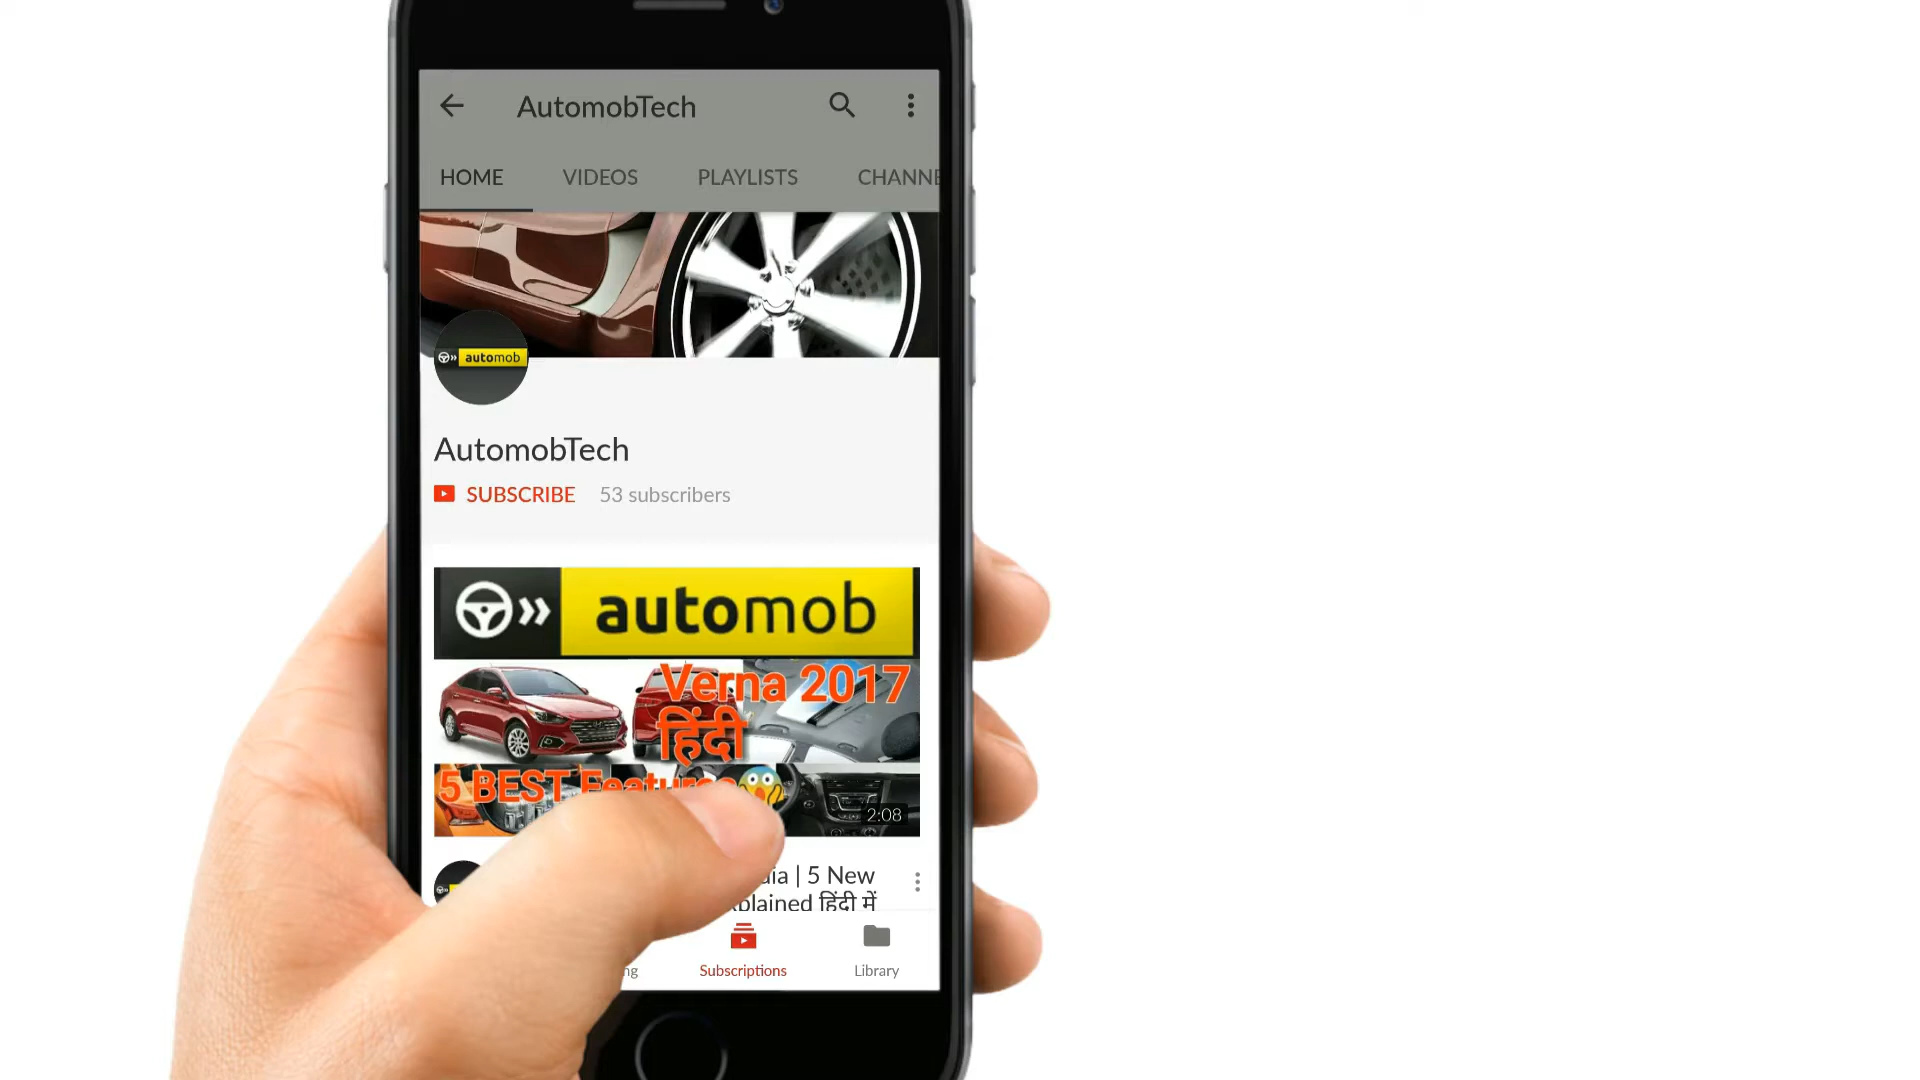 AutomobTech
HOME VIDEOS PLAYLISTS CHANNE
automob
AutomobTech
SUBSCRIBE 53 subscribers
automob
Verna 2017
हिंदी
5 BEST Features
2:08
| 5 New
हिंदी में
Subscriptions Library